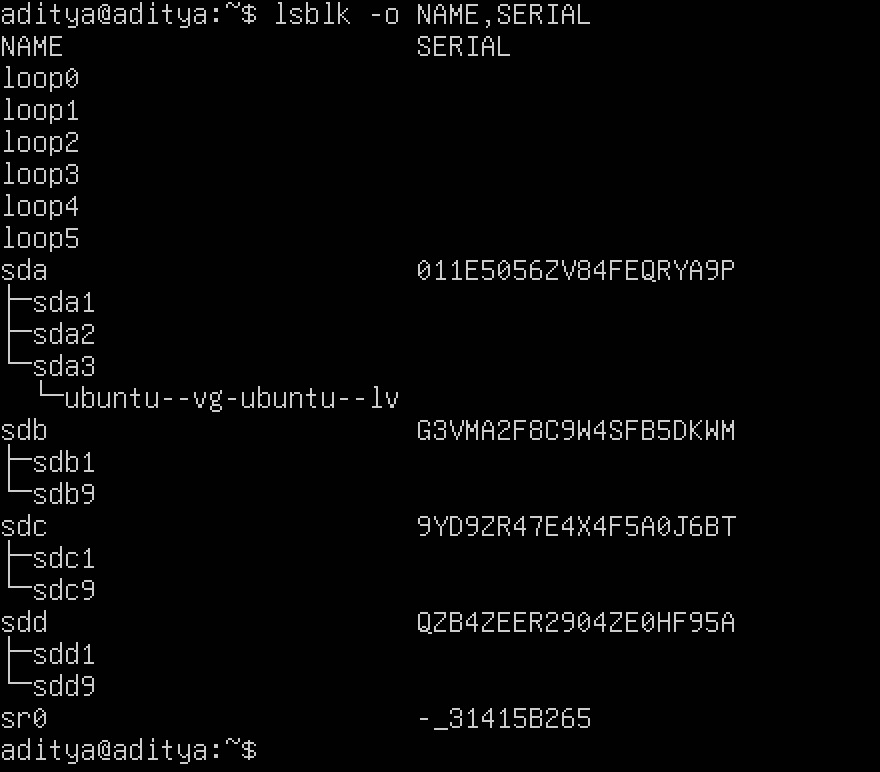 aditya@aditya:~$ lsblk -o NAME,SERIAL
NAME                       SERIAL
loop0
loop1
loop2
loop3
loop4
loop5
sda                        011E5056ZV84FEQRYA9P
├─sda1
├─sda2
└─sda3
  └─ubuntu--vg-ubuntu--lv
sdb                        G3VMA2F8C9W4SFB5DKWM
├─sdb1
└─sdb9
sdc                        9YD9ZR47E4X4F5A0J6BT
├─sdc1
└─sdc9
sdd                        QZB4ZEER2904ZE0HF95A
├─sdd1
└─sdd9
sr0                        -_31415B265
aditya@aditya:~$